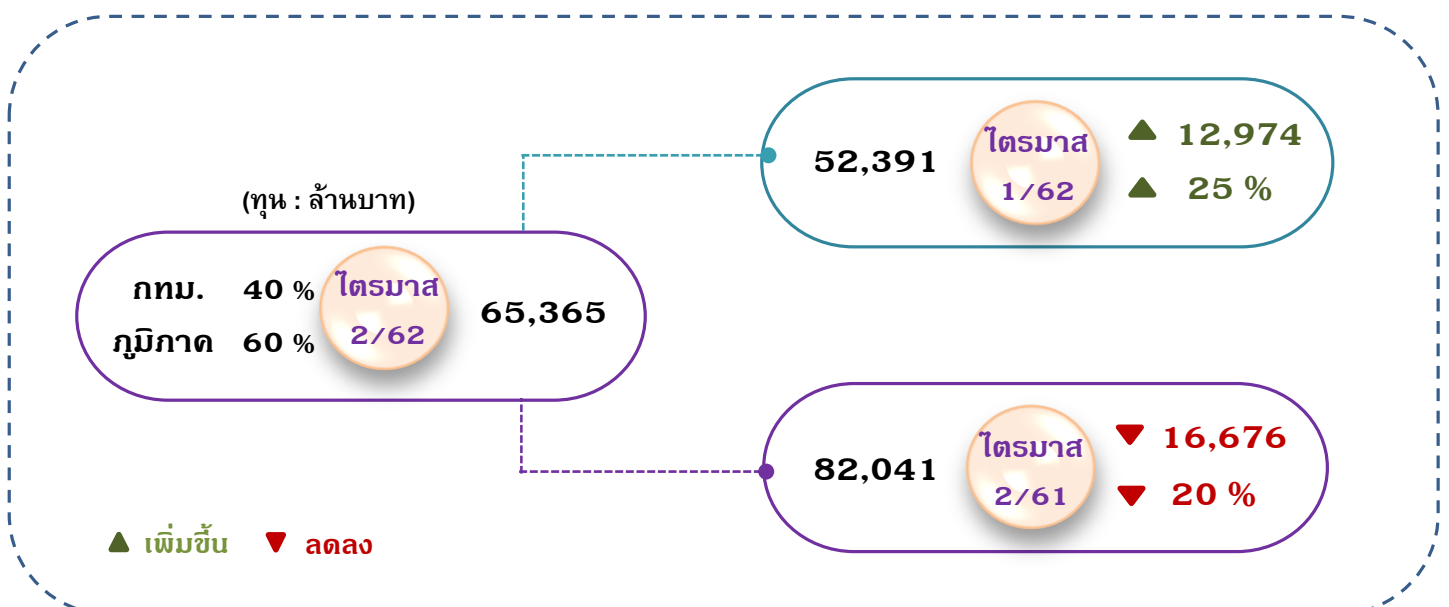 (ทุน : ล้านบาท)
กทม. 40 %
ภูมิภาค 60 %
ไตรมาส
2/62
65,365
52,391
ไตรมาส
1/62
▲ 12,974
▲ 25 %
82,041
ไตรมาส
2/61
▼ 16,676
▼ 20 %
▲ เพิ่มขึ้น ▼ ลดลง